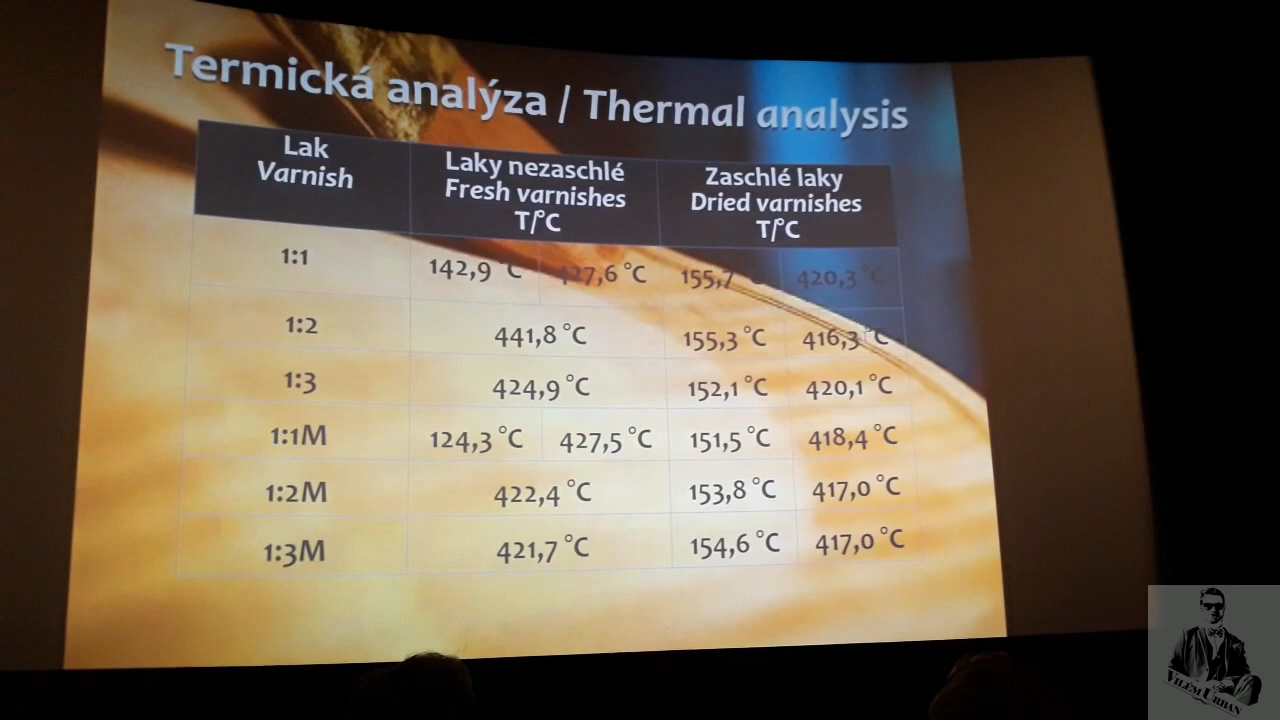 Termická analýza / Thermal analysis
Lak
Varnish
Laky nezaschlé
Fresh varnishes
T/°C
Zaschlé laky
Dried varnishes
T/°C
1:1 142,9 °C 427,6 °C 155,7 °C 420,3 °C
1:2 441,8 °C 155,3 °C 416,3 °C
1:3 424,9 °C 152,1 °C 420,1 °C
1:1M 124,3 °C 427,5 °C 151,5 °C 418,4 °C
1:2M 422,4 °C 153,8 °C 417,0 °C
1:3M 421,7 °C 154,6 °C 417,0 °C
VILÉM URBAN